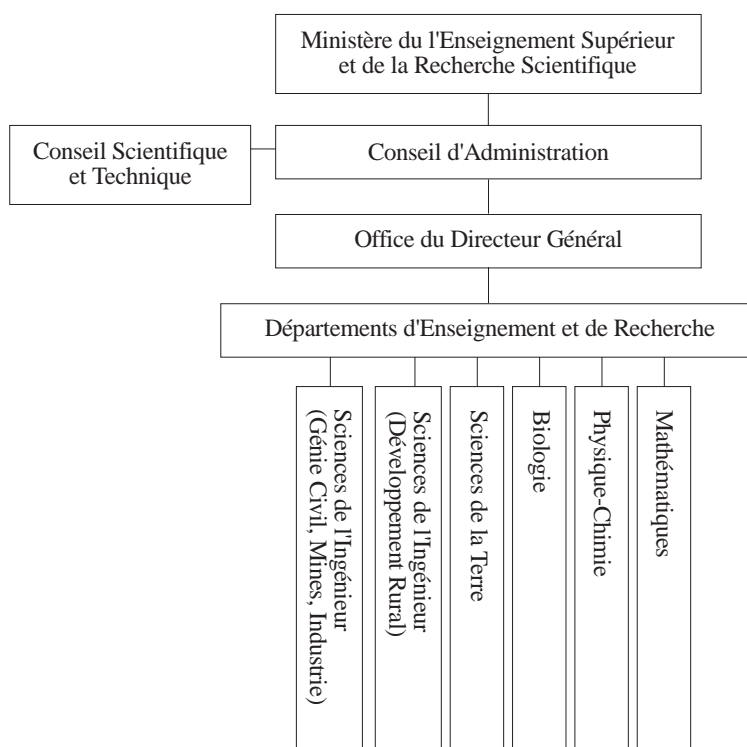 Ministère du l'Enseignement Supérieur
et de la Recherche Scientifique
Conseil Scientifique
et Technique
Conseil d'Administration
Office du Directeur Général
Départements d'Enseignement et de Recherche
Sciences de l'Ingénieur
(Génie Civil, Mines, Industrie)
Sciences de l'Ingénieur
(Développement Rural)
Sciences de la Terre
Biologie
Physique-Chimie
Mathématiques